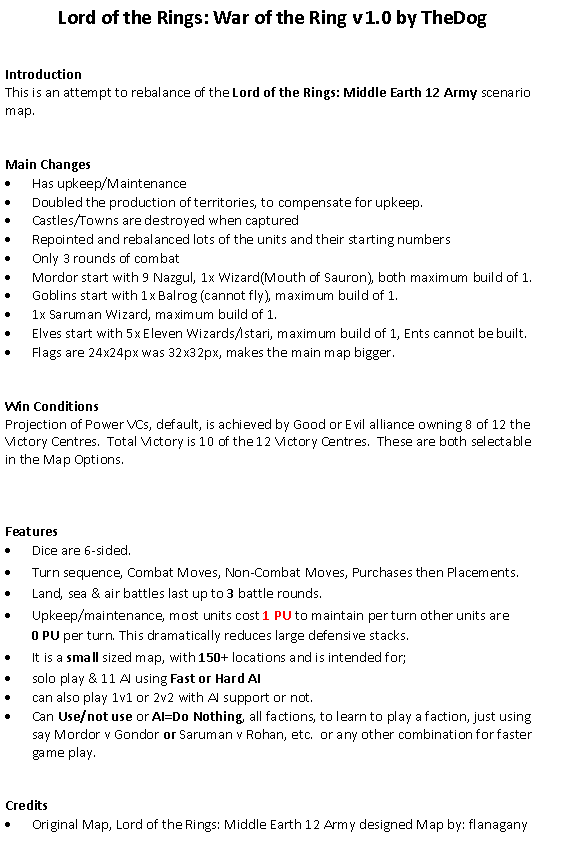 Lord of the Rings: War of the Ring v1.0 by TheDog
Introduction
This is an attempt to rebalance of the Lord of the Rings: Middle Earth 12 Army scenario
map.
Main Changes
• Has upkeep/Maintenance
• Doubled the production of territories, to compensate for upkeep.
• Castles/Towns are destroyed when captured
• Repointed and rebalanced lots of the units and their starting numbers
• Only 3 rounds of combat
• Mordor start with 9 Nazgul, 1x Wizard(Mouth of Sauron), both maximum build of 1.
• Goblins start with 1x Balrog (cannot fly), maximum build of 1.
• 1x Saruman Wizard, maximum build of 1.
• Elves start with 5x Eleven Wizards/Istari, maximum build of 1, Ents cannot be built.
• Flags are 24x24px was 32x32px, makes the main map bigger.
Win Conditions
Projection of Power VCs, default, is achieved by Good or Evil alliance owning 8 of 12 the
Victory Centres. Total Victory is 10 of the 12 Victory Centres. These are both selectable
in the Map Options.
Features
• Dice are 6-sided.
• Turn sequence, Combat Moves, Non-Combat Moves, Purchases then Placements.
• Land, sea & air battles last up to 3 battle rounds.
• Upkeep/maintenance, most units cost 1 PU to maintain per turn other units are
0 PU per turn. This dramatically reduces large defensive stacks.
• It is a small sized map, with 150+ locations and is intended for;
• solo play & 11 AI using Fast or Hard AI
• can also play 1v1 or 2v2 with AI support or not.
• Can Use/not use or AI=Do Nothing, all factions, to learn to play a faction, just using
say Mordor v Gondor or Saruman v Rohan, etc. or any other combination for faster
game play.
Credits
• Original Map, Lord of the Rings: Middle Earth 12 Army designed Map by: flanagany